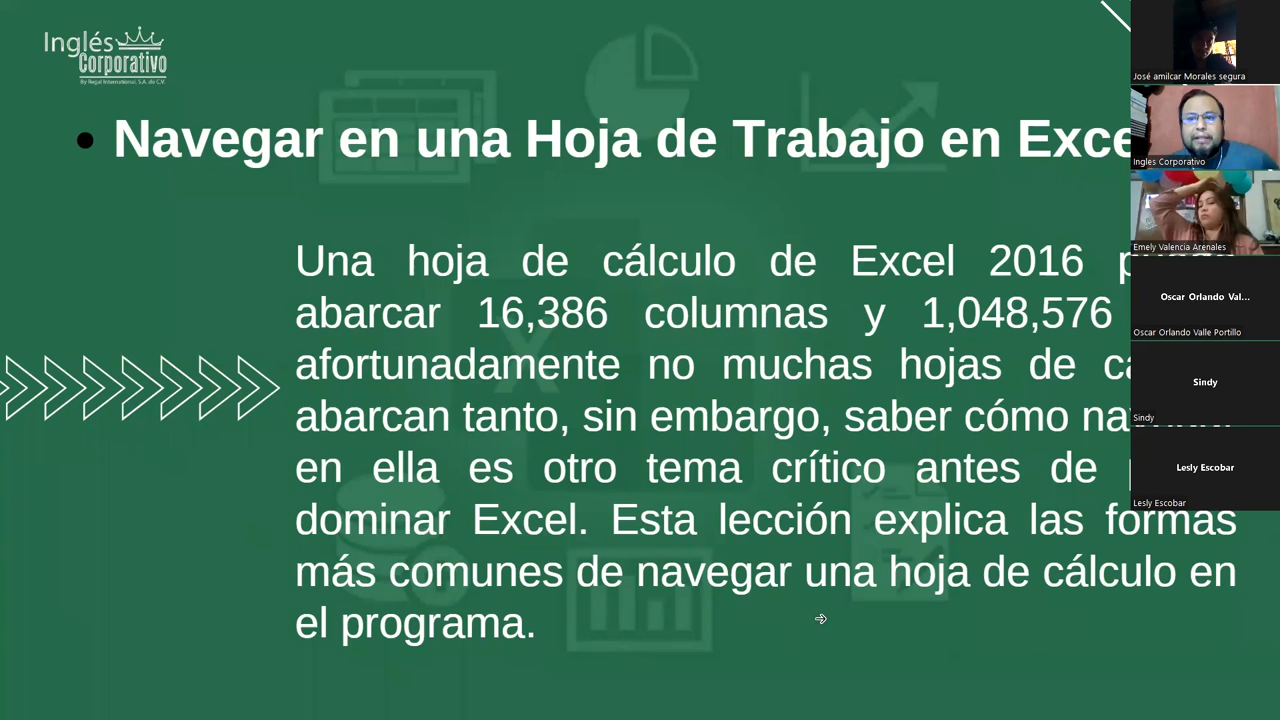 Inglés
Corporativo
By Regal International, S.A. de C.V.
• Navegar en una Hoja de Trabajo en Exce
Una hoja de cálculo de Excel 2016
abarcar 16,386 columnas y 1,048,576
afortunadamente no muchas hojas de
abarcan tanto, sin embargo, saber cómo
en ella es otro tema crítico antes de
dominar Excel. Esta lección explica las formas
más comunes de navegar una hoja de cálculo en
el programa.
José amilcar Morales segura
Ingles Corporativo
Emely Valencia Arenales
Oscar Orlando Val...
Oscar Orlando Valle Portillo
Sindy
Sindy
Lesly Escobar
Lesly Escobar